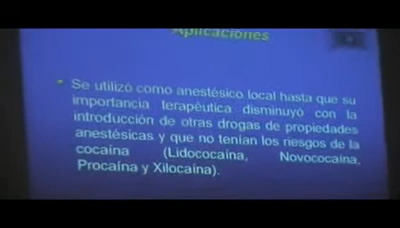 Aplicaciones
Se utilizó como anestésico local hasta que su
importancia terapéutica disminuyó con la
introducción de otras drogas de propiedades
anestésicas y que no tenían los riesgos de la
cocaína (Lidococaína, Novococaína,
Procaína y Xilocaína).